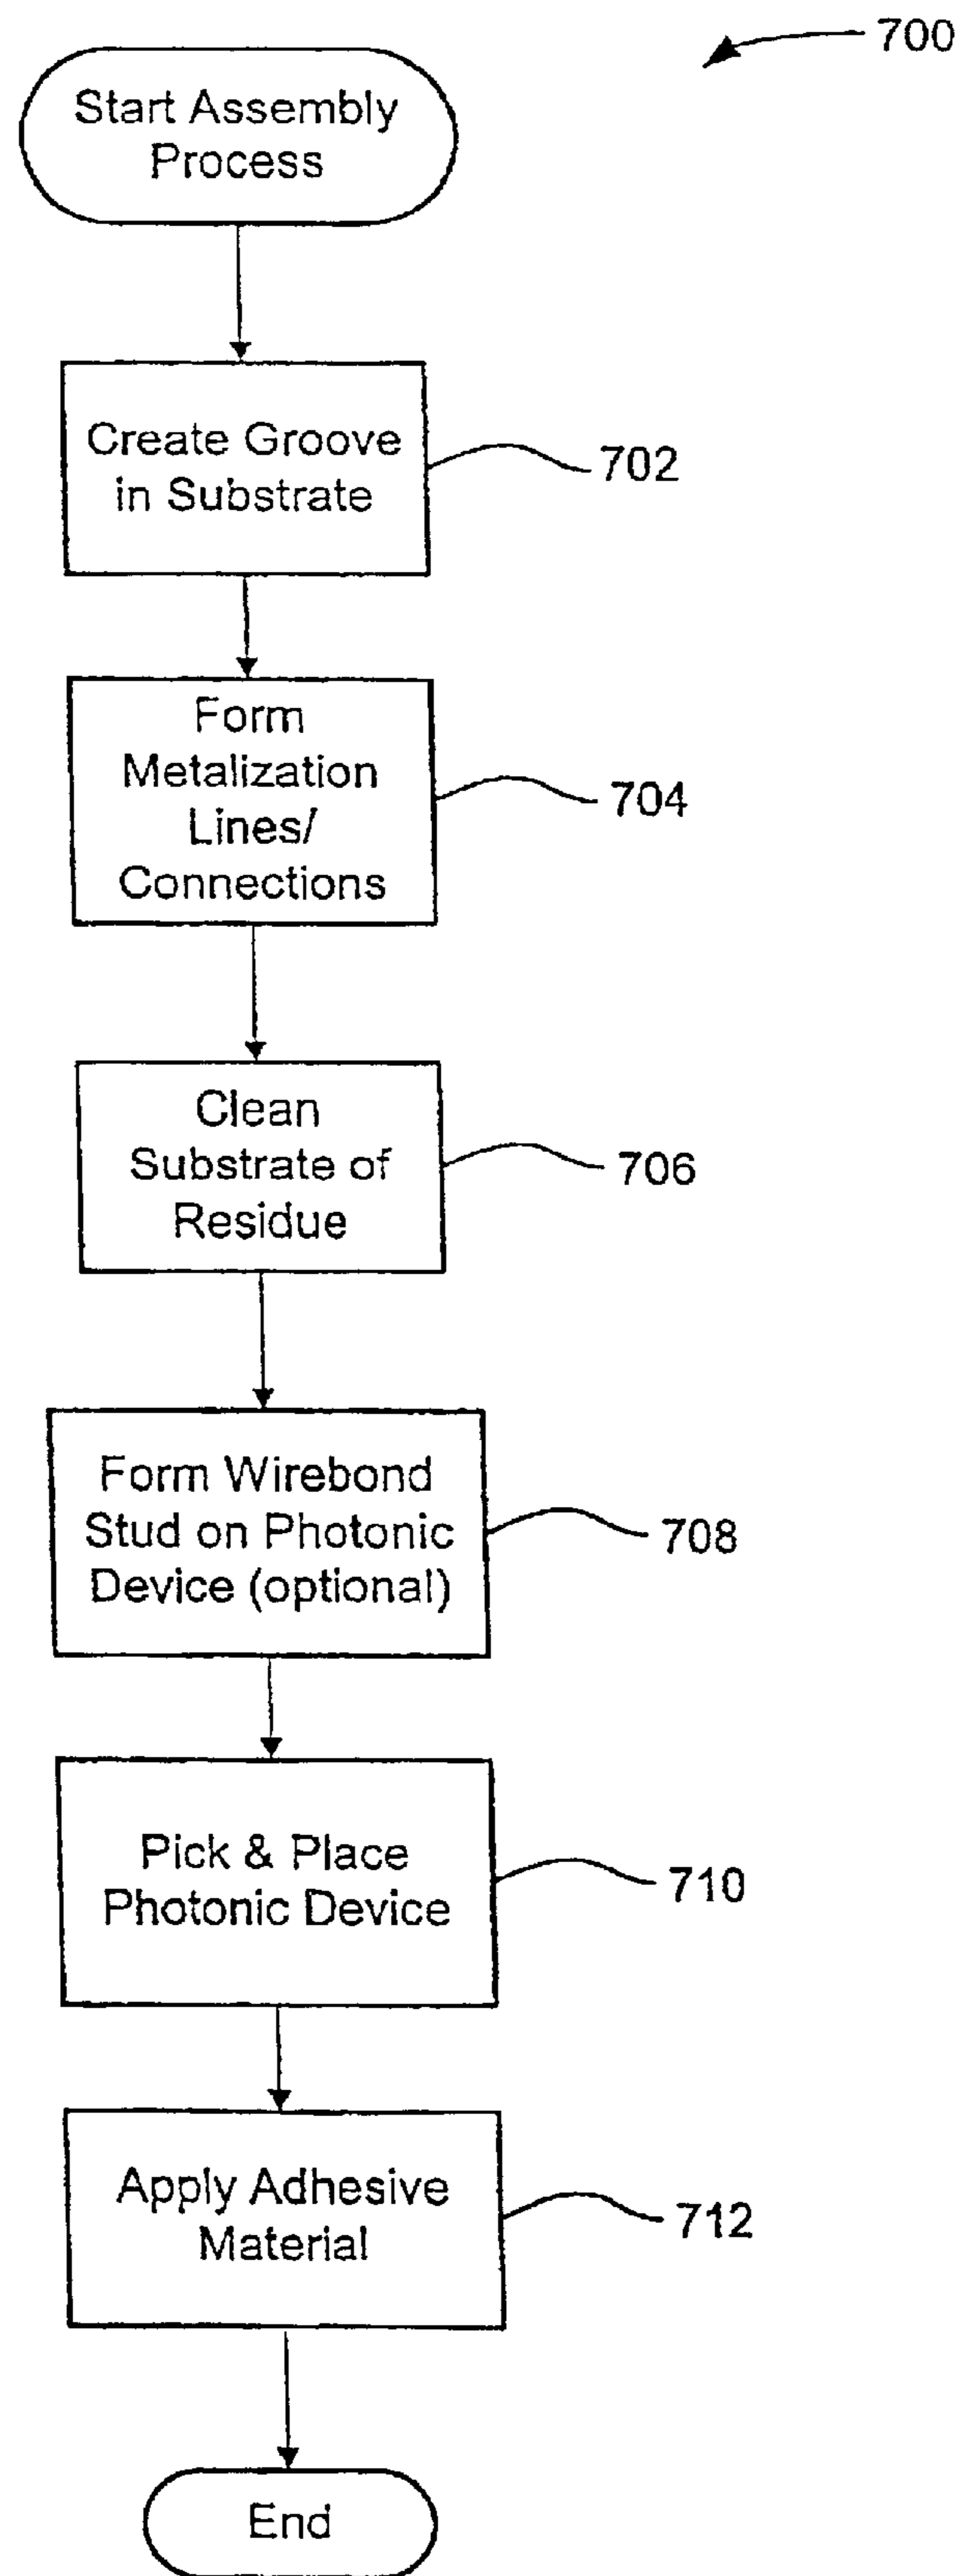 700
Start Assembly
Process
Create Groove
in Substrate
702
Form
Metalization
Lines/
Connections
704
Clean
Substrate of
Residue
706
Form Wirebond
Stud on Photonic
Device (optional)
708
Pick & Place
Photonic Device
710
Apply Adhesive
Material
712
End